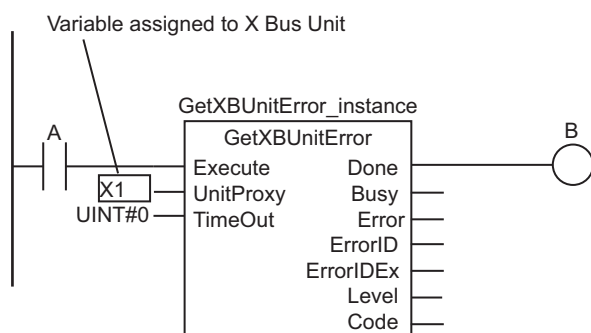 Variable assigned to X Bus Unit
GetXBUnitError_instance
A
GetXBUnitError
B
Execute Done
X1 UnitProxy Busy
UINT#0 TimeOut Error
ErrorID
ErrorIDEx
Level
Code